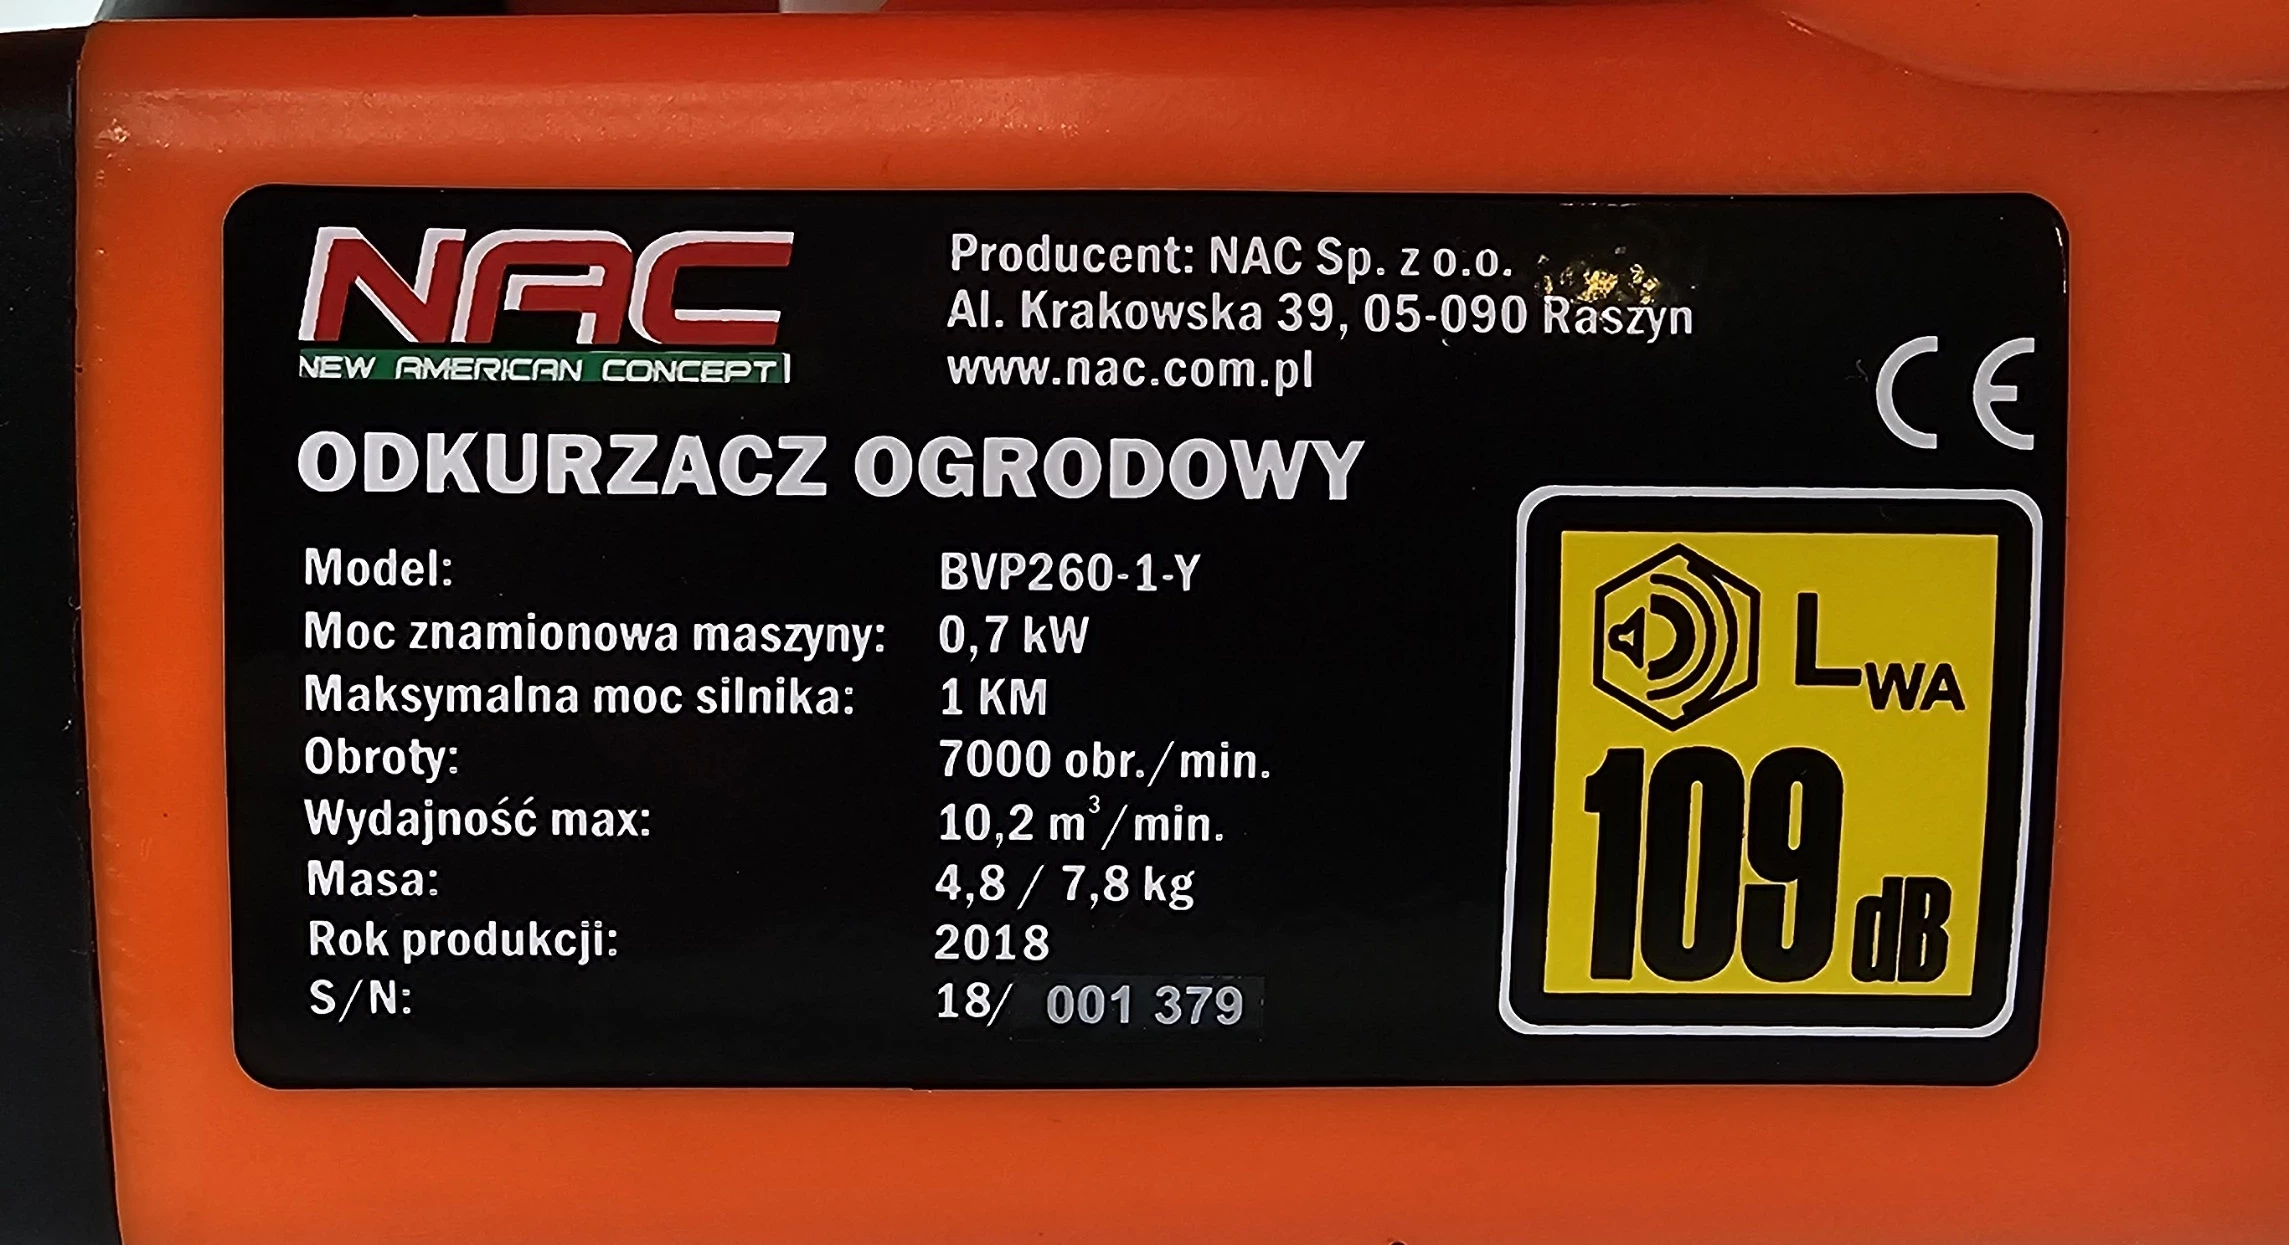 NAC
NEW AMERICAN CONCEPT
Producent: NAC Sp. z o.o.
Al. Krakowska 39, 05-090 Raszyn
www.nac.com.pl
CE
ODKURZACZ OGRODOWY
Model: BVP260-1-Y
Moc znamionowa maszyny: 0,7 kW
Maksymalna moc silnika: 1 KM
Obroty: 7000 obr./min.
Wydajność max: 10,2 m³/min.
Masa: 4,8 / 7,8 kg
Rok produkcji: 2018
S/N: 18/ 001 379
LWA
109 dB